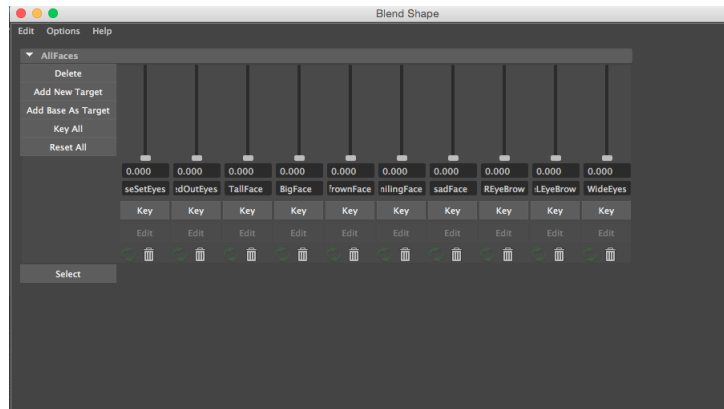 Blend Shape
Edit Options Help
AllFaces
Delete
Add New Target
Add Base As Target
Key All
Reset All
0.000 0.000 0.000 0.000 0.000 0.000 0.000 0.000 0.000 0.000
seSetEyes edOutEyes TallFace BigFace frownFace nilingFace sadFace REyeBrow eLEyeBrow WideEyes
Key Key Key Key Key Key Key Key Key Key
Edit Edit Edit Edit Edit Edit Edit Edit Edit Edit
Select